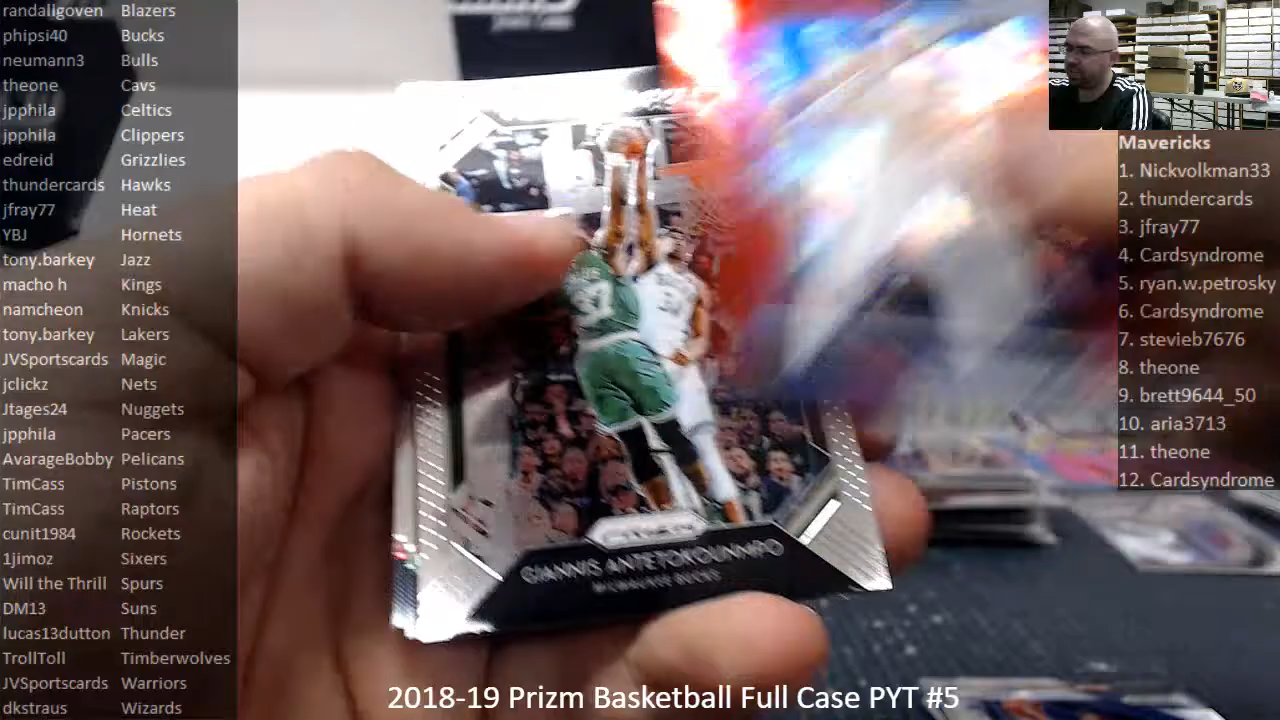 randallgoven Blazers
phipsi40 Bucks
neumann3 Bulls
theone Cavs
jpphila Celtics
jpphila Clippers
edreid Grizzlies
thundercards Hawks
jfray77 Heat
YBJ Hornets
tony.barkey Jazz
macho h Kings
namcheon Knicks
tony.barkey Lakers
JVSportscards Magic
jclickz Nets
Jtages24 Nuggets
jpphila Pacers
AvarageBobby Pelicans
TimCass Pistons
TimCass Raptors
cunit1984 Rockets
1jimoz Sixers
Will the Thrill Spurs
DM13 Suns
lucas13dutton Thunder
TrollToll Timberwolves
JVSportscards Warriors
dkstraus Wizards
PRIZM
GIANNIS ANTETOKOUNMPO
MILWAUKEE BUCKS
Mavericks
1. Nickvolkman33
2. thundercards
3. jfray77
4. Cardsyndrome
5. ryan.w.petrosky
6. Cardsyndrome
7. stevieb7676
8. theone
9. brett9644_50
10. aria3713
11. theone
12. Cardsyndrome
2018-19 Prizm Basketball Full Case PYT #5